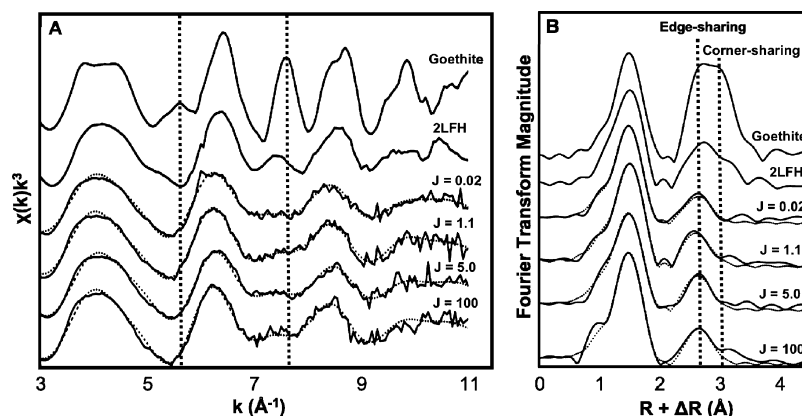 A
Goethite
2LFH
J = 0.02
J = 1.1
J = 5.0
J = 100
χ(k)k³
3 5 7 9 11
k (Å⁻¹)
B
Edge-sharing
Corner-sharing
Goethite
2LFH
J = 0.02
J = 1.1
J = 5.0
J = 100
Fourier Transform Magnitude
0 1 2 3 4
R + ΔR (Å)